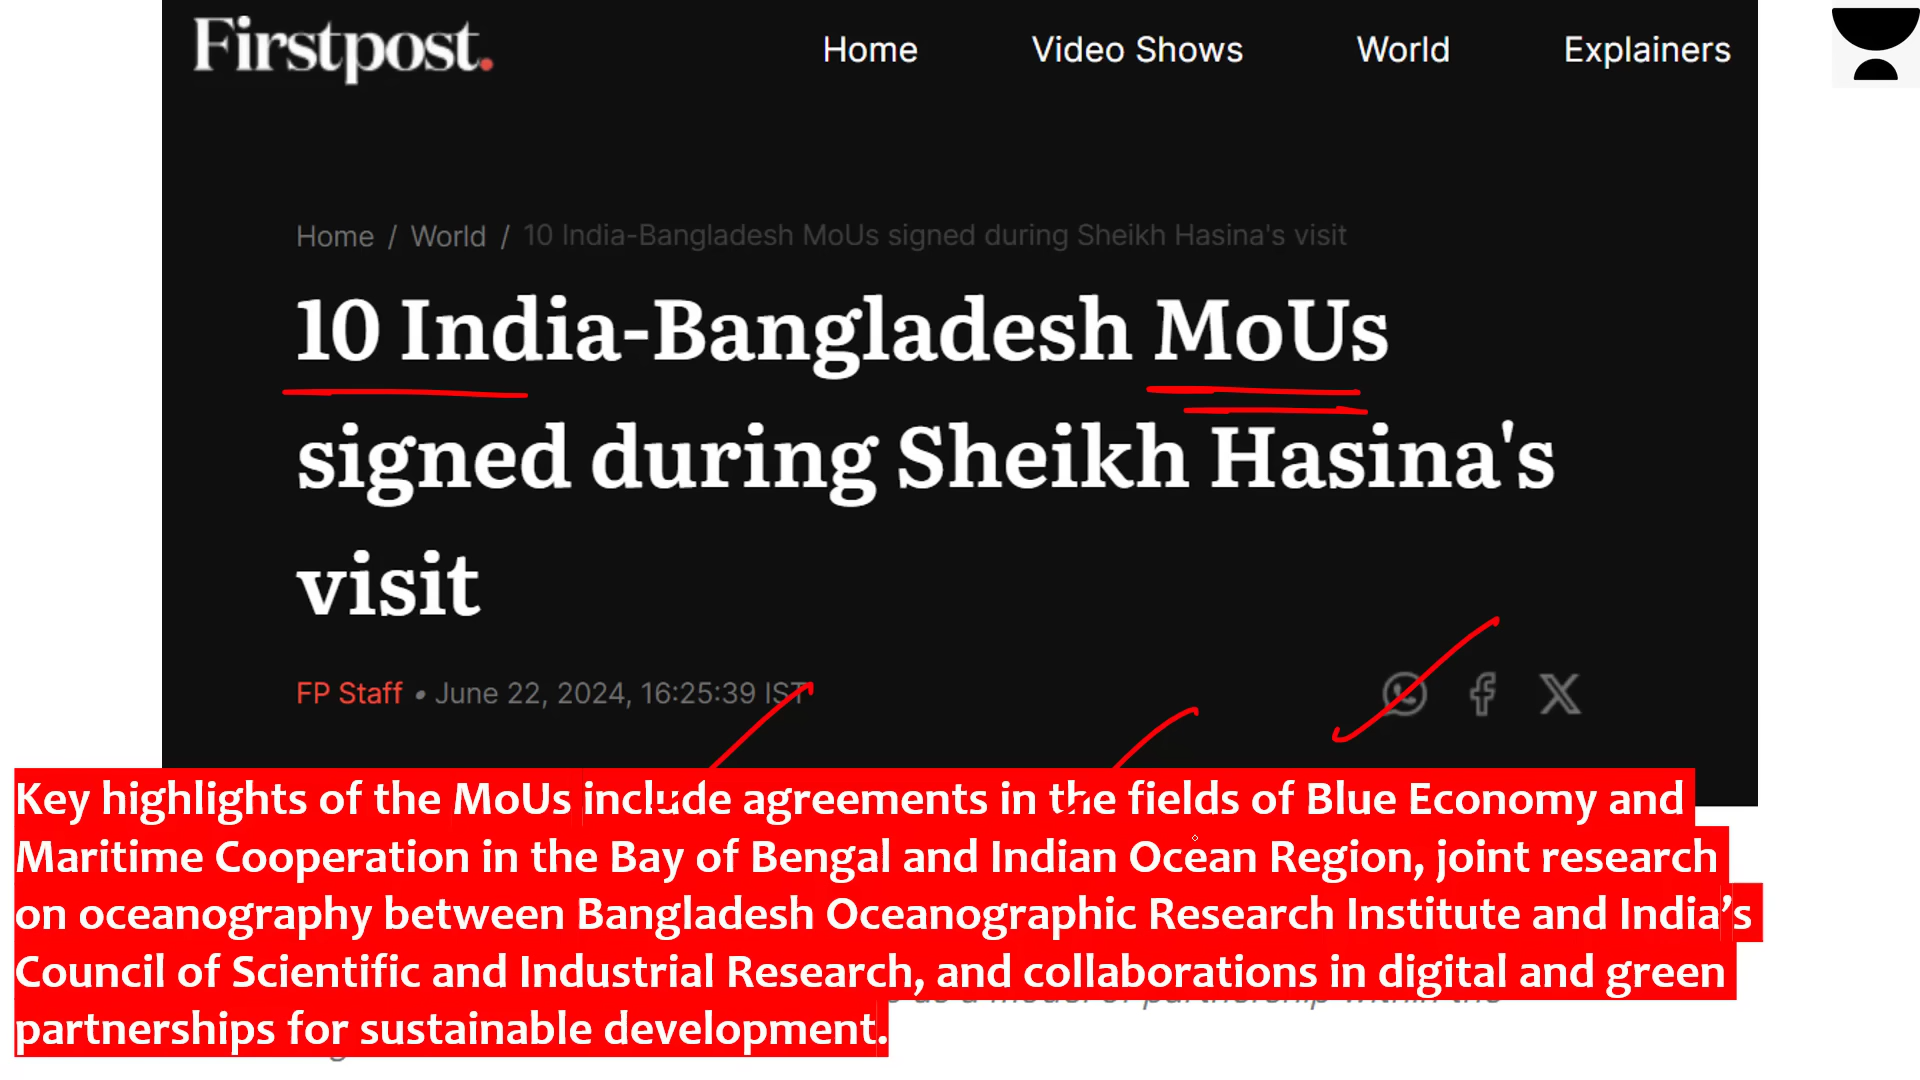 Firstpost.
Home Video Shows World Explainers
Home / World / 10 India-Bangladesh MoUs signed during Sheikh Hasina's visit
10 India-Bangladesh MoUs
signed during Sheikh Hasina's
visit
FP Staff • June 22, 2024, 16:25:39 IST
Key highlights of the MoUs include agreements in the fields of Blue Economy and
Maritime Cooperation in the Bay of Bengal and Indian Ocean Region, joint research
on oceanography between Bangladesh Oceanographic Research Institute and India’s
Council of Scientific and Industrial Research, and collaborations in digital and green
partnerships for sustainable development.